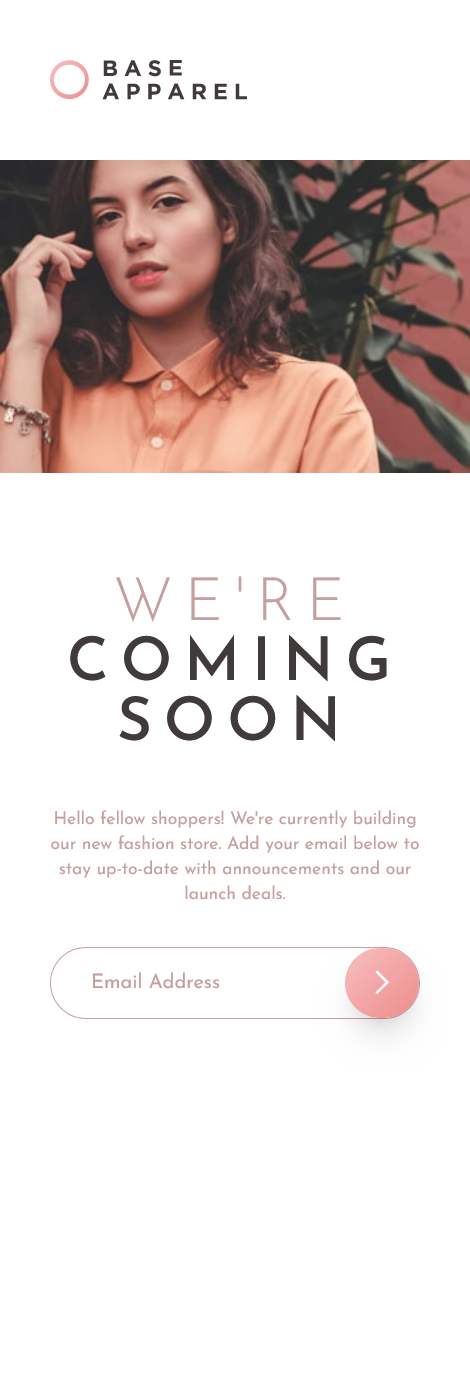 BASE
APPAREL
WE'RE
COMING
SOON
Hello fellow shoppers! We're currently building
our new fashion store. Add your email below to
stay up-to-date with announcements and our
launch deals.
Email Address